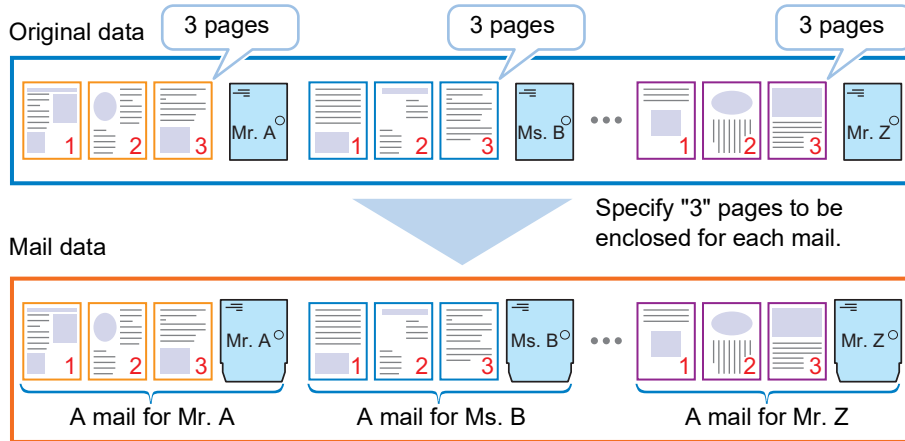 Original data
3 pages
3 pages
3 pages
1
2
3
Mr. A
1
2
3
Ms. B
1
2
3
Mr. Z
Specify "3" pages to be
enclosed for each mail.
Mail data
1
2
3
Mr. A
1
2
3
Ms. B
1
2
3
Mr. Z
A mail for Mr. A
A mail for Ms. B
A mail for Mr. Z